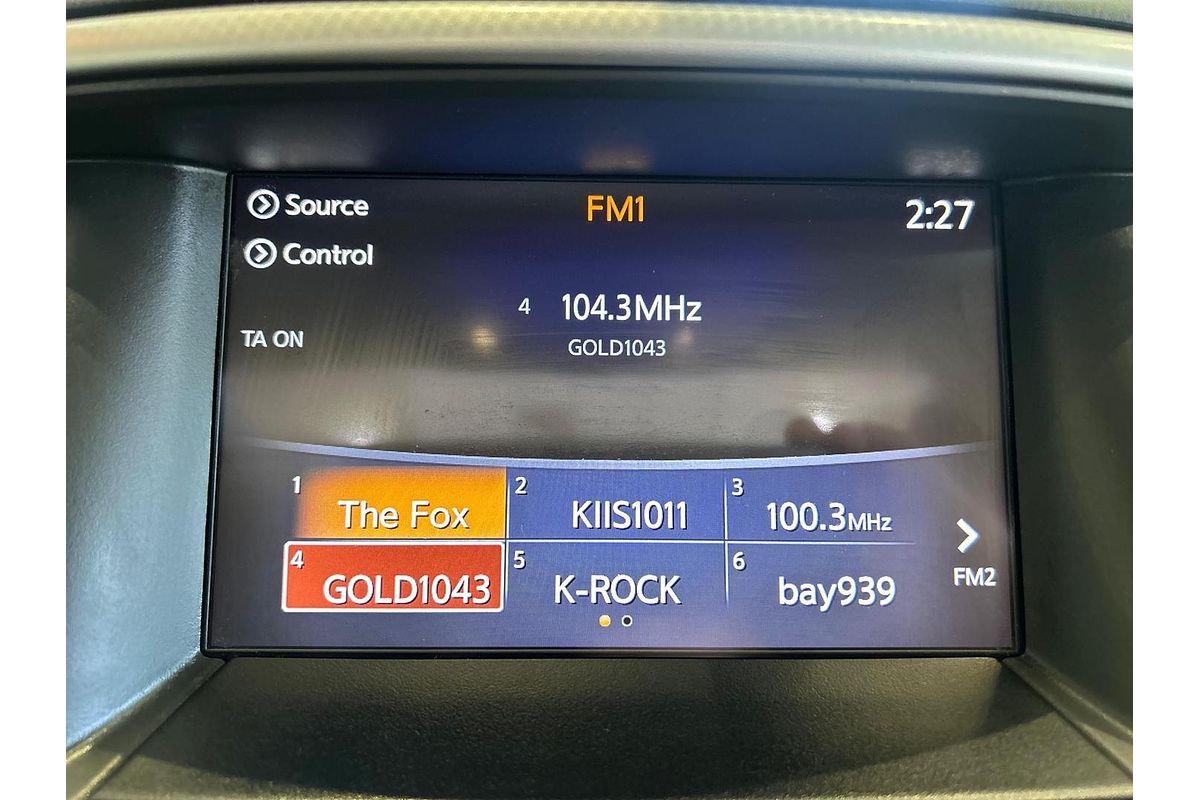 Source
FM1
2:27
Control
4 104.3MHz
TA ON
GOLD1043
1 The Fox
2 KIIS1011
3 100.3MHz
4 GOLD1043
5 K-ROCK
6 bay939
FM2